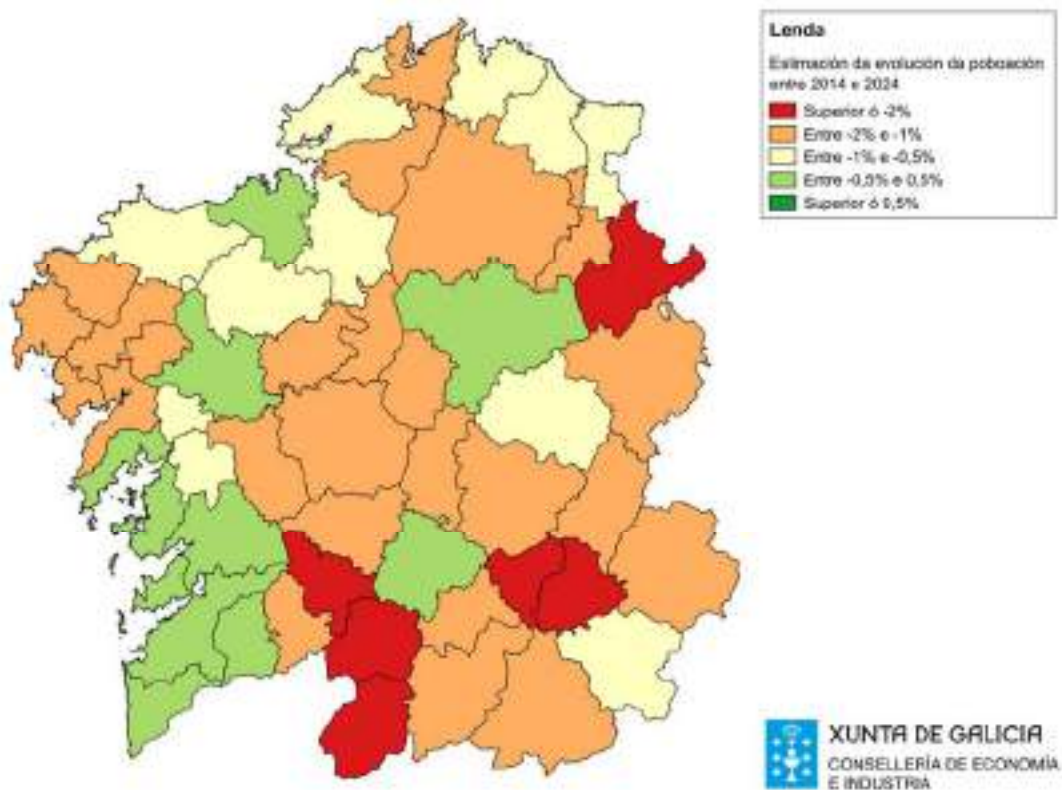 Lenda
Estimación da evolución da poboación
entre 2014 e 2024
Superior ó -2%
Entre -2% e -1%
Entre -1% e -0,5%
Entre -0,5% e 0,5%
Superior ó 0,5%
XUNTA DE GALICIA
CONSELLERÍA DE ECONOMÍA
E INDUSTRIA